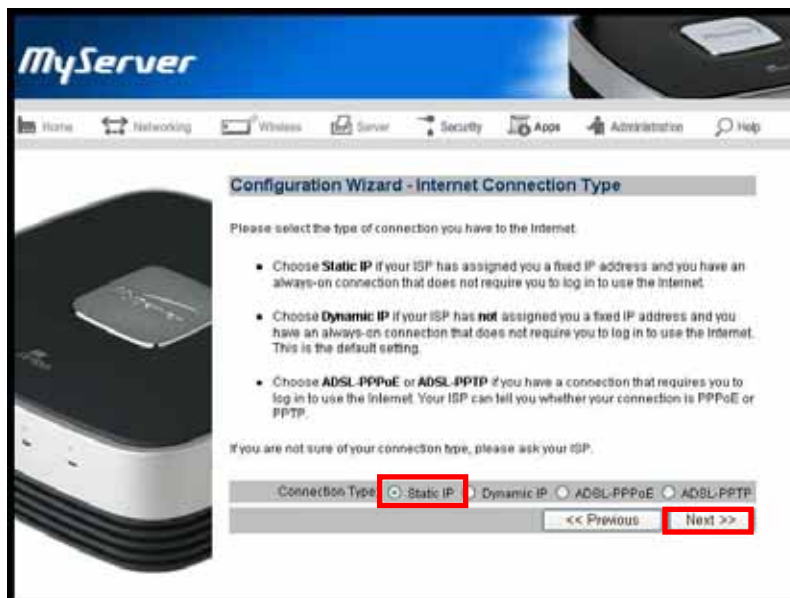 MyServer
Home Networking Wireless Server Security Apps Administration Help
Configuration Wizard - Internet Connection Type
Please select the type of connection you have to the Internet.
• Choose Static IP if your ISP has assigned you a fixed IP address and you have an
always-on connection that does not require you to log in to use the Internet.
• Choose Dynamic IP if your ISP has not assigned you a fixed IP address and you
have an always-on connection that does not require you to log in to use the Internet.
This is the default setting.
• Choose ADSL-PPPoE or ADSL-PPTP if you have a connection that requires you to
log in to use the Internet. Your ISP can tell you whether your connection is PPPoE or
PPTP.
If you are not sure of your connection type, please ask your ISP.
Connection Type: Static IP Dynamic IP ADSL-PPPoE ADSL-PPTP
<< Previous Next >>